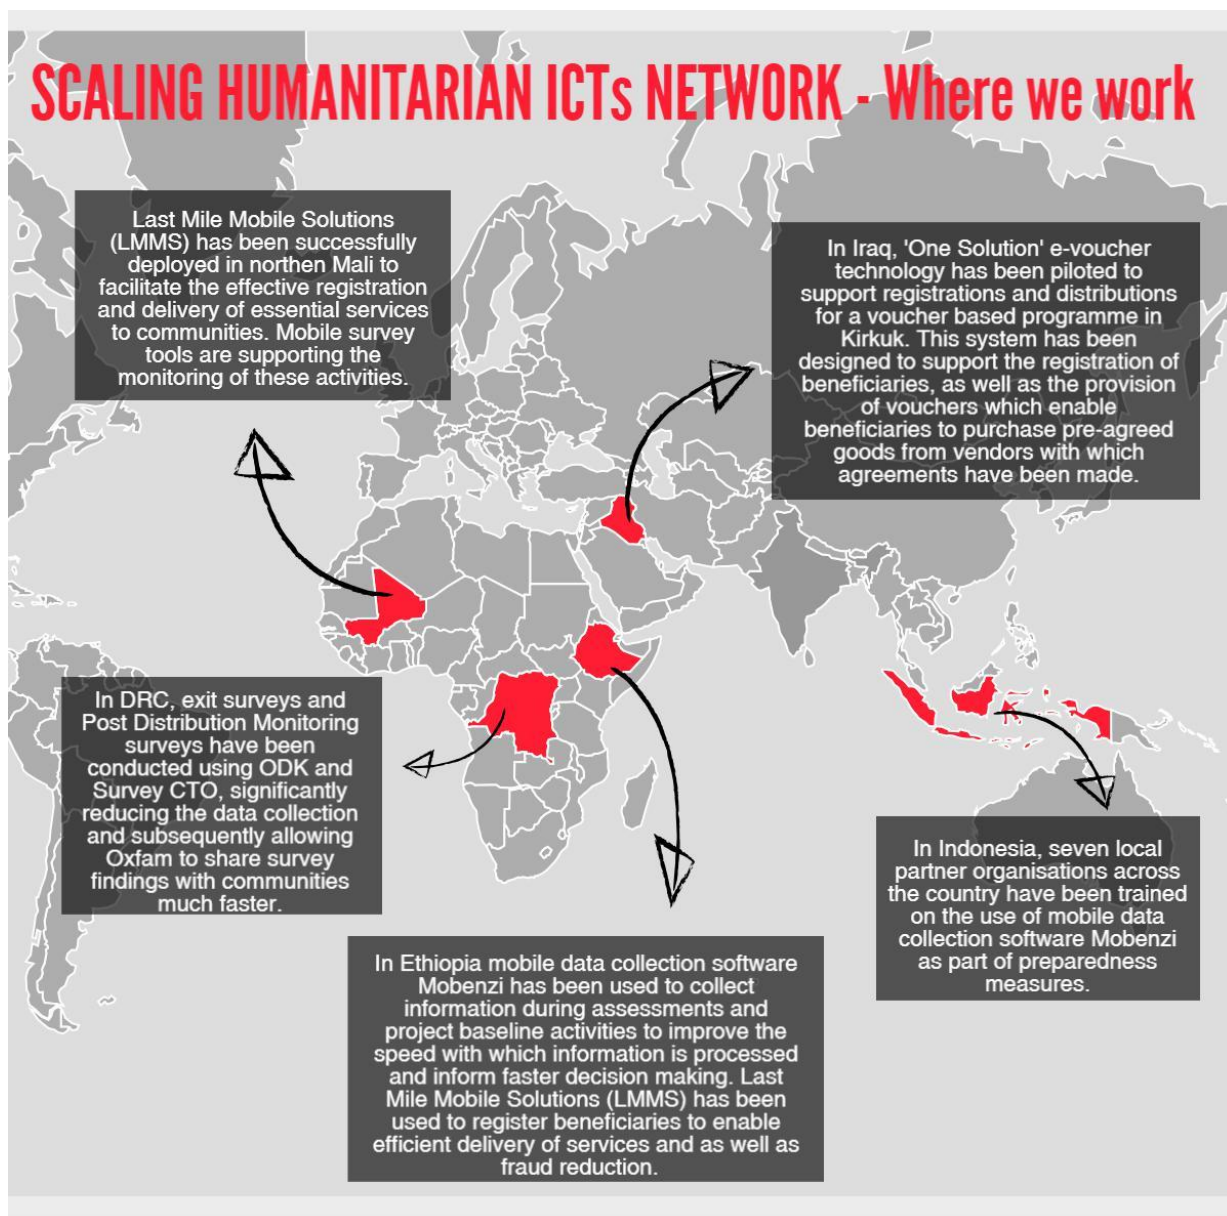 SCALING HUMANITARIAN ICTs NETWORK - Where we work
Last Mile Mobile Solutions
(LMMS) has been successfully
deployed in northen Mali to
facilitate the effective registration
and delivery of essential services
to communities. Mobile survey
tools are supporting the
monitoring of these activities.
In Iraq, 'One Solution' e-voucher
technology has been piloted to
support registrations and distributions
for a voucher based programme in
Kirkuk. This system has been
designed to support the registration of
beneficiaries, as well as the provision
of vouchers which enable
beneficiaries to purchase pre-agreed
goods from vendors with which
agreements have been made.
In DRC, exit surveys and
Post Distribution Monitoring
surveys have been
conducted using ODK and
Survey CTO, significantly
reducing the data collection
and subsequently allowing
Oxfam to share survey
findings with communities
much faster.
In Indonesia, seven local
partner organisations across
the country have been trained
on the use of mobile data
collection software Mobenzi
as part of preparedness
measures.
In Ethiopia mobile data collection software
Mobenzi has been used to collect
information during assessments and
project baseline activities to improve the
speed with which information is processed
and inform faster decision making. Last
Mile Mobile Solutions (LMMS) has been
used to register beneficiaries to enable
efficient delivery of services and as well as
fraud reduction.